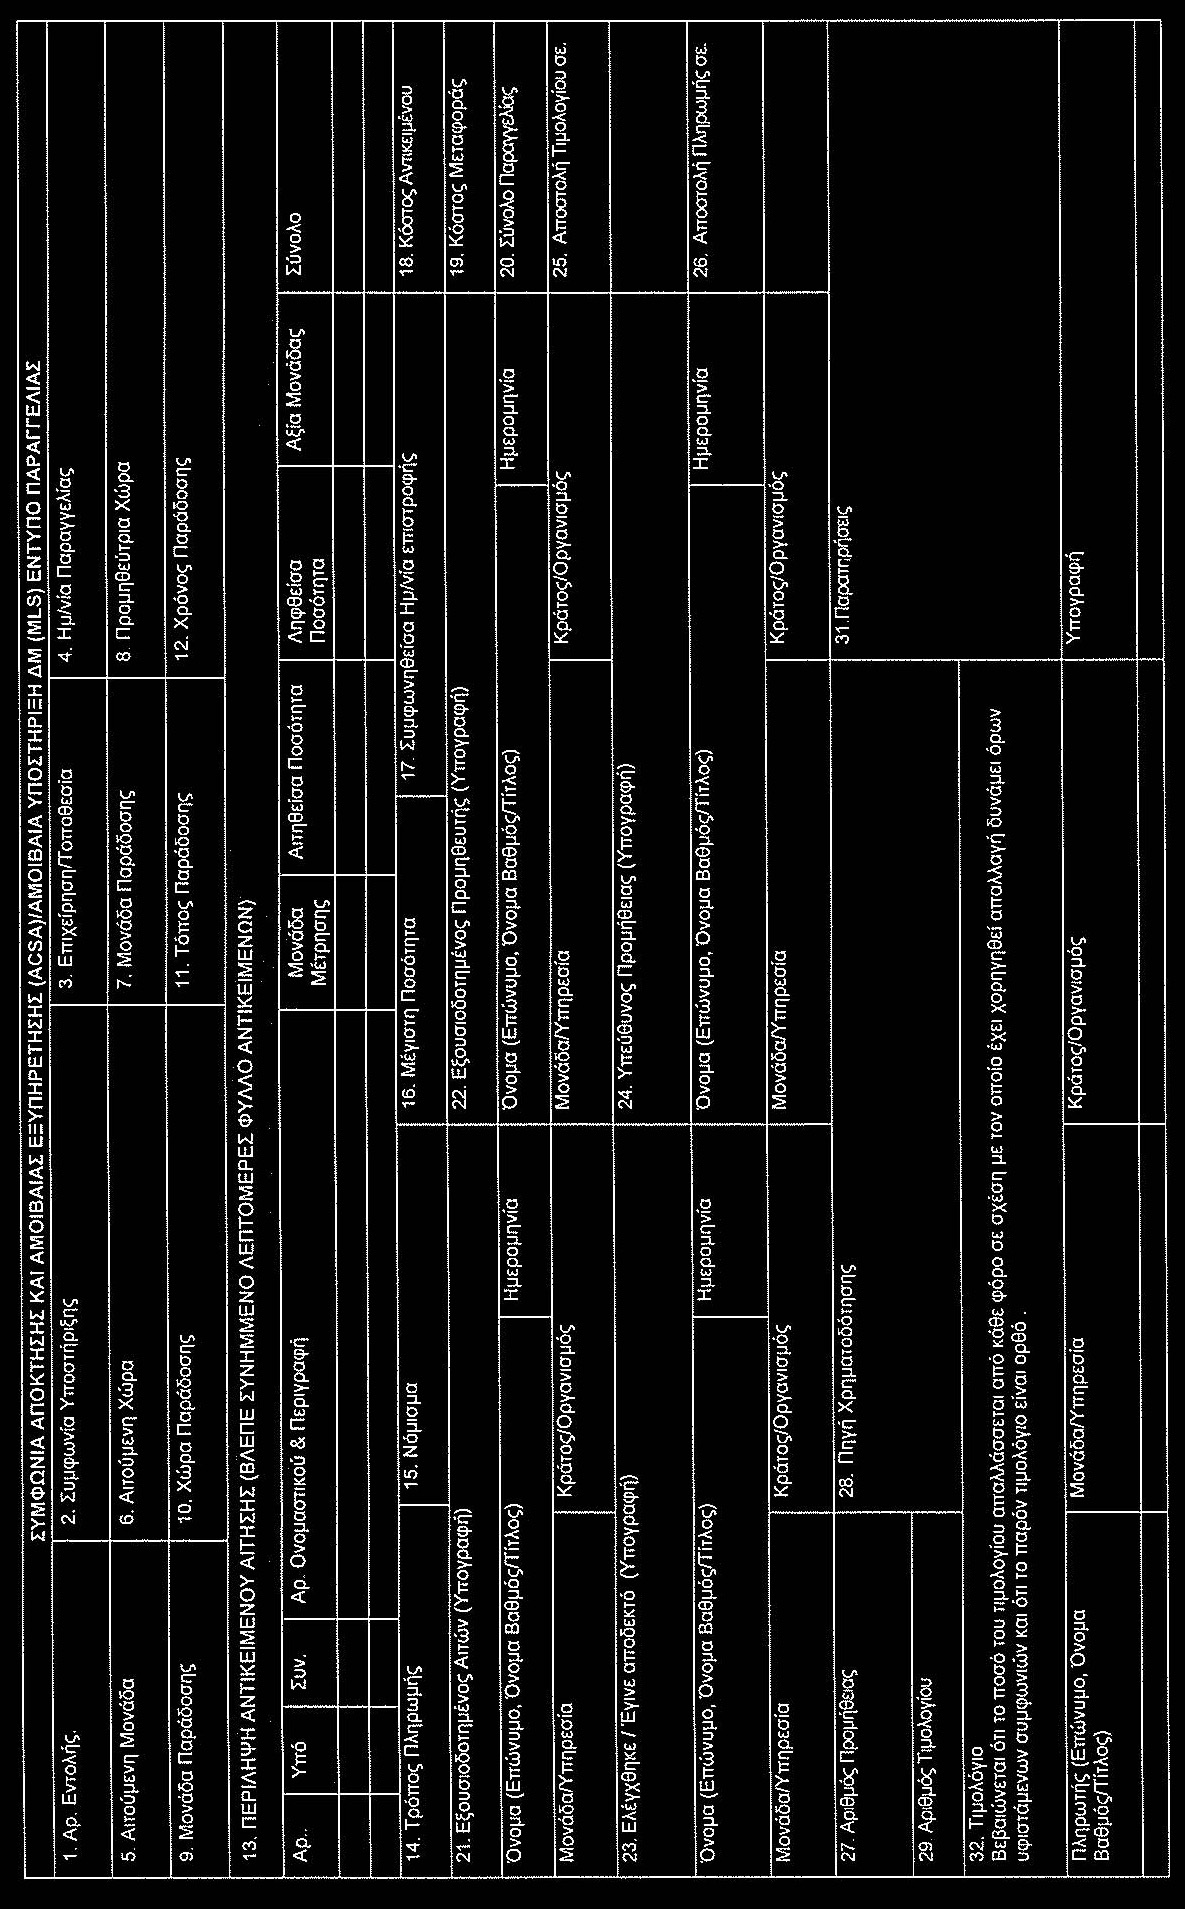 ΣΥΜΦΩΝΙΑ ΑΠΟΚΤΗΣΗΣ ΚΑΙ ΑΜΟΙΒΑΙΑΣ ΕΞΥΠΗΡΕΤΗΣΗΣ (ACSA)/ΑΜΟΙΒΑΙΑ ΥΠΟΣΤΗΡΙΞΗ ΔΜ (MLS) ΕΝΤΥΠΟ ΠΑΡΑΓΓΕΛΙΑΣ
1. Αρ. Εντολής. 2. Συμφωνία Υποστήριξης 3. Επιχείρηση/Τοποθεσία 4. Ημ/νία Παραγγελίας
5. Αιτούμενη Μονάδα 6. Αιτούμενη Χώρα 7. Μονάδα Παράδοσης 8 Προμηθεύτρια Χώρα
9. Μονάδα Παράδοσης 10. Χώρα Παράδοσης 11. Τόπος Παράδοσης 12. Χρόνος Παράδοσης
13. ΠΕΡΙΛΗΨΗ ΑΝΤΙΚΕΙΜΕΝΟΥ ΑΙΤΗΣΗΣ (ΒΛΕΠΕ ΣΥΝΗΜΜΕΝΟ ΛΕΠΤΟΜΕΡΕΣ ΦΥΛΛΟ ΑΝΤΙΚΕΙΜΕΝΩΝ)
Αρ.. Υπό Συν. Αρ. Ονομαστικού & Περιγραφή Μονάδα Μέτρησης Αιτηθείσα Ποσότητα Ληφθείσα Ποσότητα Αξία Μονάδας Σύνολο
14. Τρόπος Πληρωμής 15. Νόμισμα 16. Μέγιστη Ποσότητα 17. Συμφωνηθείσα Ημ/νία επιστροφής 18. Κόστος Αντικειμένου
21. Εξουσιοδοτημένος Αιτών (Υπογραφή) 22. Εξουσιοδοτημένος Προμηθευτής (Υπογραφή) 19. Κόστος Μεταφοράς
Όνομα (Επώνυμο, Όνομα Βαθμός/Τίτλος) Ημερομηνία Όνομα (Επώνυμο, Όνομα Βαθμός/Τίτλος) Ημερομηνία 20. Σύνολο Παραγγελίας
Μονάδα/Υπηρεσία Κράτος/Οργανισμός Μονάδα/Υπηρεσία Κράτος/Οργανισμός 25. Αποστολή Τιμολογίου σε.
23. Ελέγχθηκε / Έγινε αποδεκτό (Υπογραφή) 24. Υπεύθυνος Προμήθειας (Υπογραφή)
Όνομα (Επώνυμο, Όνομα Βαθμός/Τίτλος) Ημερομηνία Όνομα (Επώνυμο, Όνομα Βαθμός/Τίτλος) Ημερομηνία 26. Αποστολή Πληρωμής σε.
Μονάδα/Υπηρεσία Κράτος/Οργανισμός Μονάδα/Υπηρεσία Κράτος/Οργανισμός
27. Αριθμός Προμήθειας 28. Πηγή Χρηματοδότησης 31.Παρατηρήσεις
29. Αριθμός Τιμολογίου
32. Τιμολόγιο
Βεβαιώνεται ότι το ποσό του τιμολογίου απαλλάσσεται από κάθε φόρο σε σχέση με τον οποίο έχει χορηγηθεί απαλλαγή δυνάμει όρων
υφιστάμενων συμφωνιών και ότι το παρόν τιμολόγιο είναι ορθό .
Πληρωτής (Επώνυμο, Όνομα Βαθμός/Τίτλος) Μονάδα/Υπηρεσία Κράτος/Οργανισμός Υπογραφή